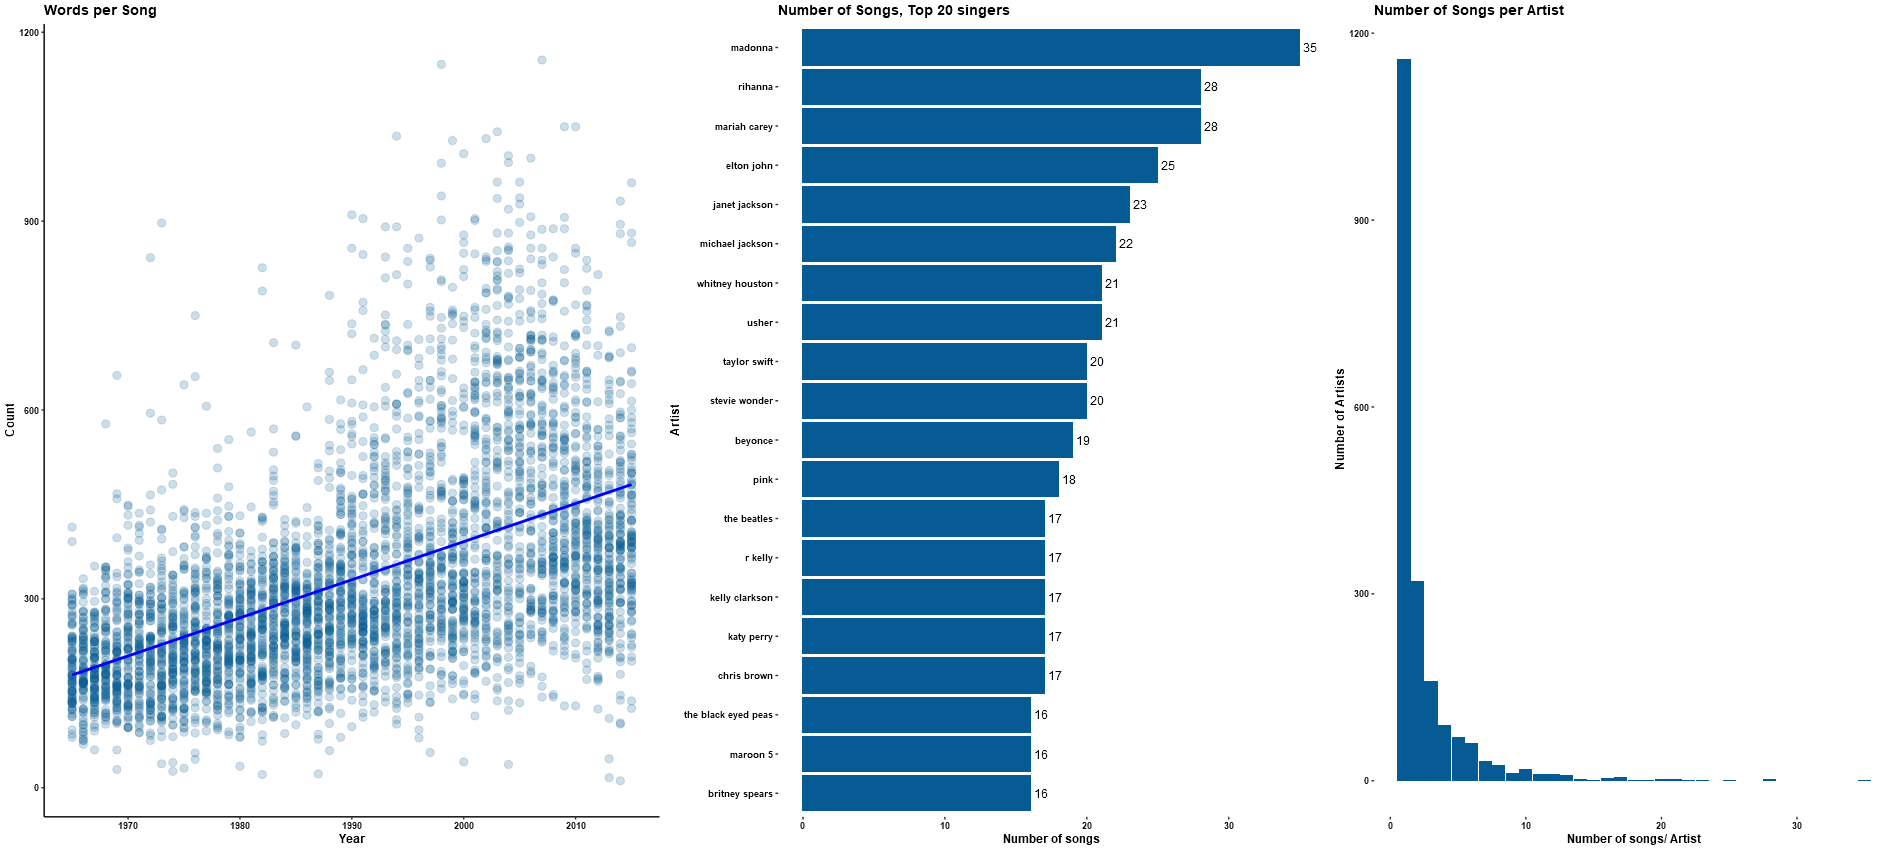 Words per Song
Count
1200
900
600
300
0
1970
1980
1990
2000
2010
Year
Number of Songs, Top 20 singers
Artist
madonna
35
rihanna
28
mariah carey
28
elton john
25
janet jackson
23
michael jackson
22
whitney houston
21
usher
21
taylor swift
20
stevie wonder
20
beyonce
19
pink
18
the beatles
17
r kelly
17
kelly clarkson
17
katy perry
17
chris brown
17
the black eyed peas
16
maroon 5
16
britney spears
16
0
10
20
30
Number of songs
Number of Songs per Artist
Number of Artists
1200
900
600
300
0
0
10
20
30
Number of songs/ Artist